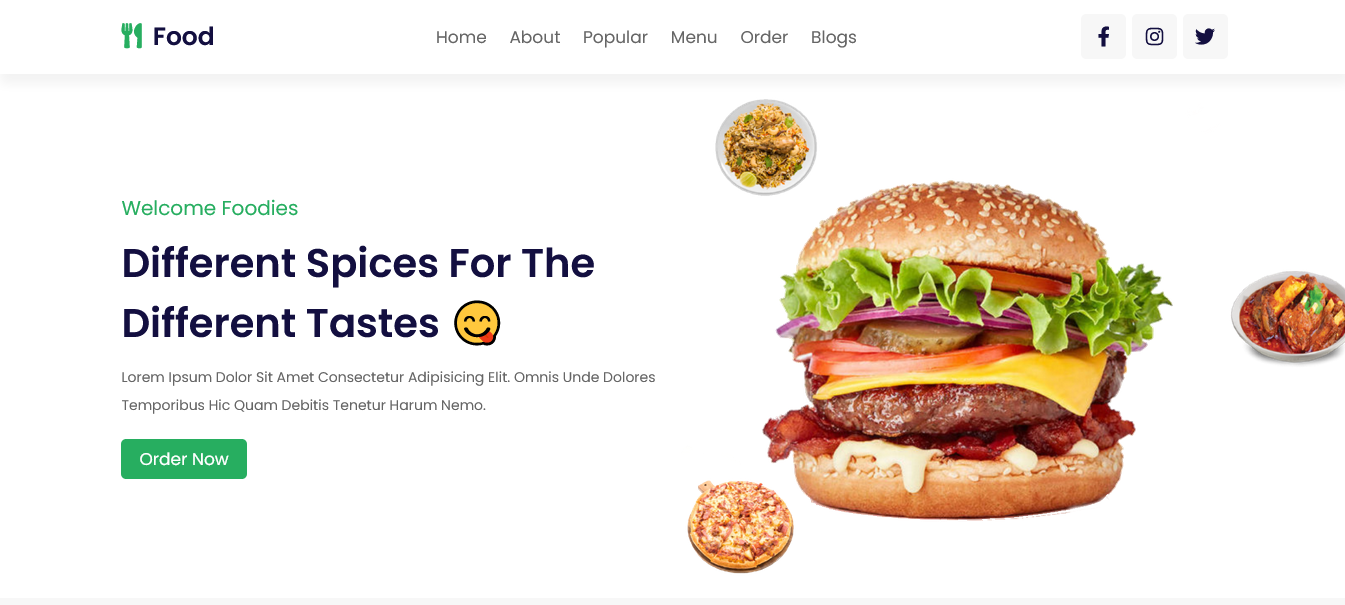 Food
Home About Popular Menu Order Blogs
Welcome Foodies
Different Spices For The
Different Tastes 😋
Lorem Ipsum Dolor Sit Amet Consectetur Adipisicing Elit. Omnis Unde Dolores
Temporibus Hic Quam Debitis Tenetur Harum Nemo.
Order Now